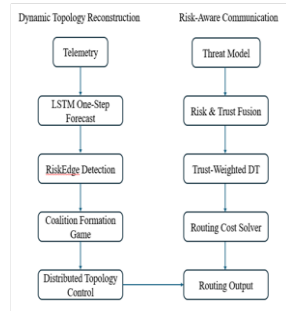 Dynamic Topology Reconstruction
Risk-Aware Communication
Telemetry
Threat Model
LSTM One-Step
Forecast
Risk & Trust Fusion
RiskEdge Detection
Trust-Weighted DT
Coalition Formation
Game
Routing Cost Solver
Distributed Topology
Control
Routing Output